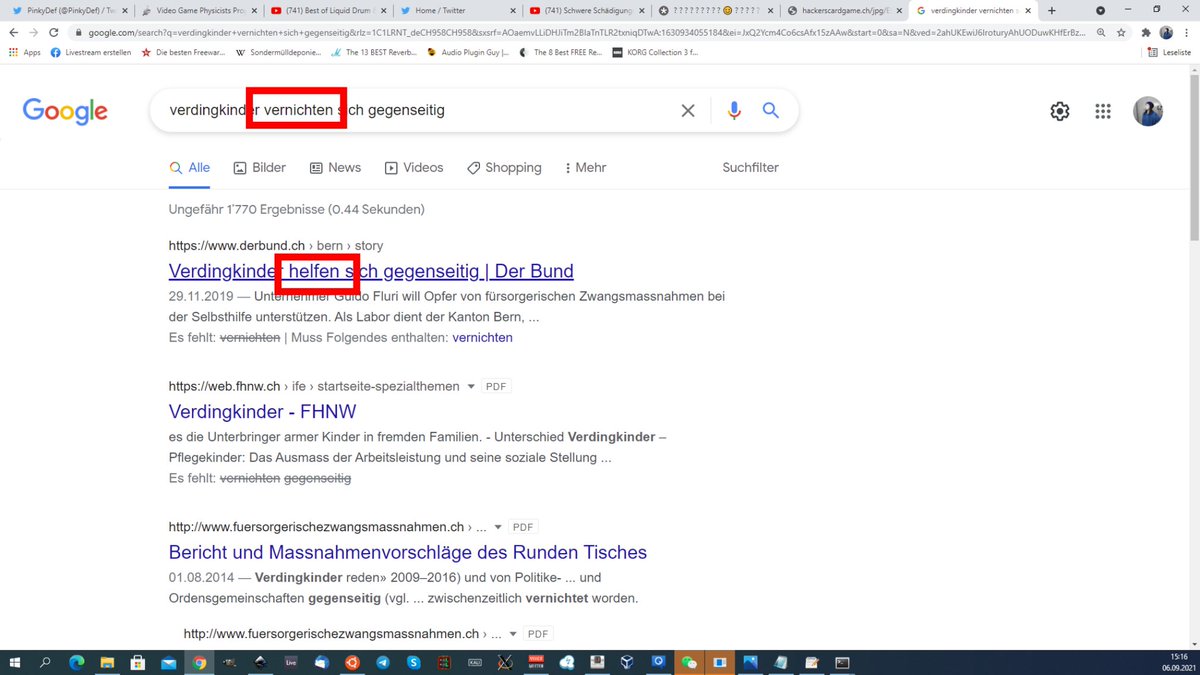 PinkyDef (@PinkyDef) / Tw
Video Game Physicists Pro
(741) Best of Liquid Drum &
Home / Twitter
(741) Schwere Schädigung
? ? ? ? ? ? ? ? ? 😊 ? ? ? ? ?
hackerscardgame.ch/jpg/E
verdingkinder vernichten s
google.com/search?q=verdingkinder+vernichten+sich+gegenseitig&rlz=1C1LRNT_deCH958CH958&sxsrf=
Apps
Livestream erstellen
Die besten Freewar...
Sondermülldeponie...
The 13 BEST Reverb...
Audio Plugin Guy |...
The 8 Best FREE Re...
KORG Collection 3 f...
Leseliste
Google
verdingkinder vernichten sich gegenseitig
Alle
Bilder
News
Videos
Shopping
Mehr
Suchfilter
Ungefähr 1'770 Ergebnisse (0.44 Sekunden)
https://www.derbund.ch › bern › story
Verdingkinder helfen sich gegenseitig | Der Bund
29.11.2019 — Unternehmer Guido Fluri will Opfer von fürsorgerischen Zwangsmassnahmen bei
der Selbsthilfe unterstützen. Als Labor dient der Kanton Bern, ...
Es fehlt: vernichten | Muss Folgendes enthalten: vernichten
https://web.fhnw.ch › ife › startseite-spezialthemen PDF
Verdingkinder - FHNW
es die Unterbringer armer Kinder in fremden Familien. - Unterschied Verdingkinder –
Pflegekinder: Das Ausmass der Arbeitsleistung und seine soziale Stellung ...
Es fehlt: vernichten gegenseitig
http://www.fuersorgerischezwangsmassnahmen.ch › ... PDF
Bericht und Massnahmenvorschläge des Runden Tisches
01.08.2014 — Verdingkinder reden» 2009–2016) und von Politike- ... und
Ordensgemeinschaften gegenseitig (vgl. ... zwischenzeitlich vernichtet worden.
http://www.fuersorgerischezwangsmassnahmen.ch › ... PDF
Live
KALI
15:16
06.09.2021